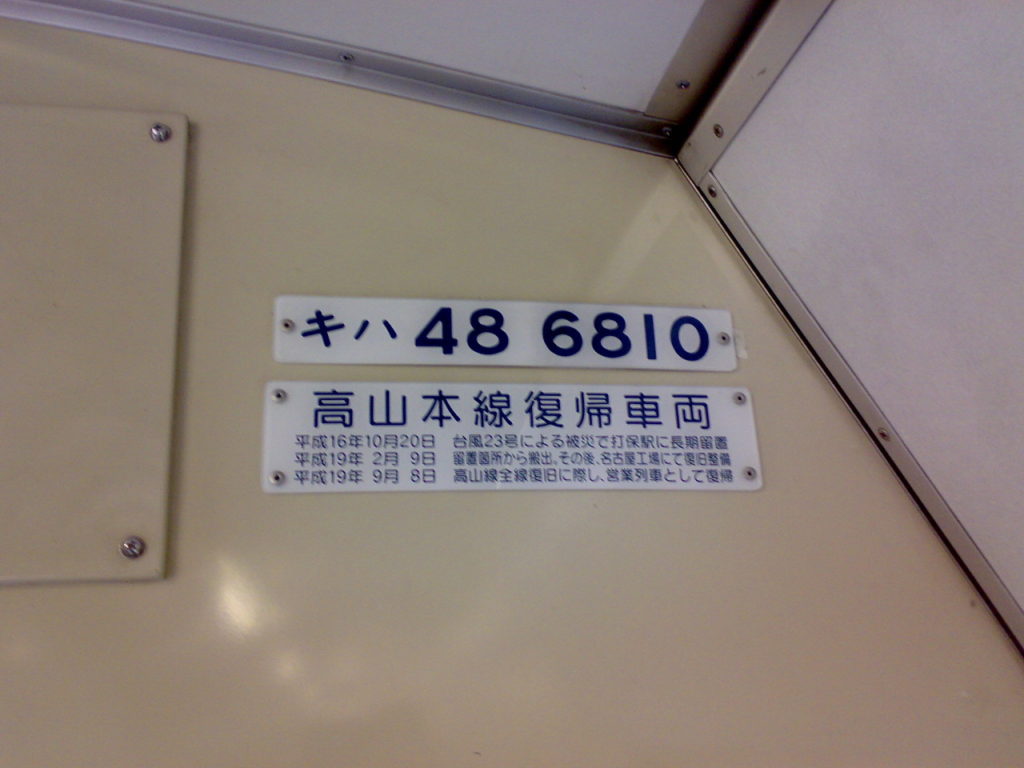 キハ 48 6810
高山本線復帰車両
平成16年10月20日 台風23号による被災で打保駅に長期留置
平成19年 2月 9日 留置箇所から搬出。その後、名古屋工場にて復旧整備
平成19年 9月 8日 高山線全線復旧に際し、営業列車として復帰